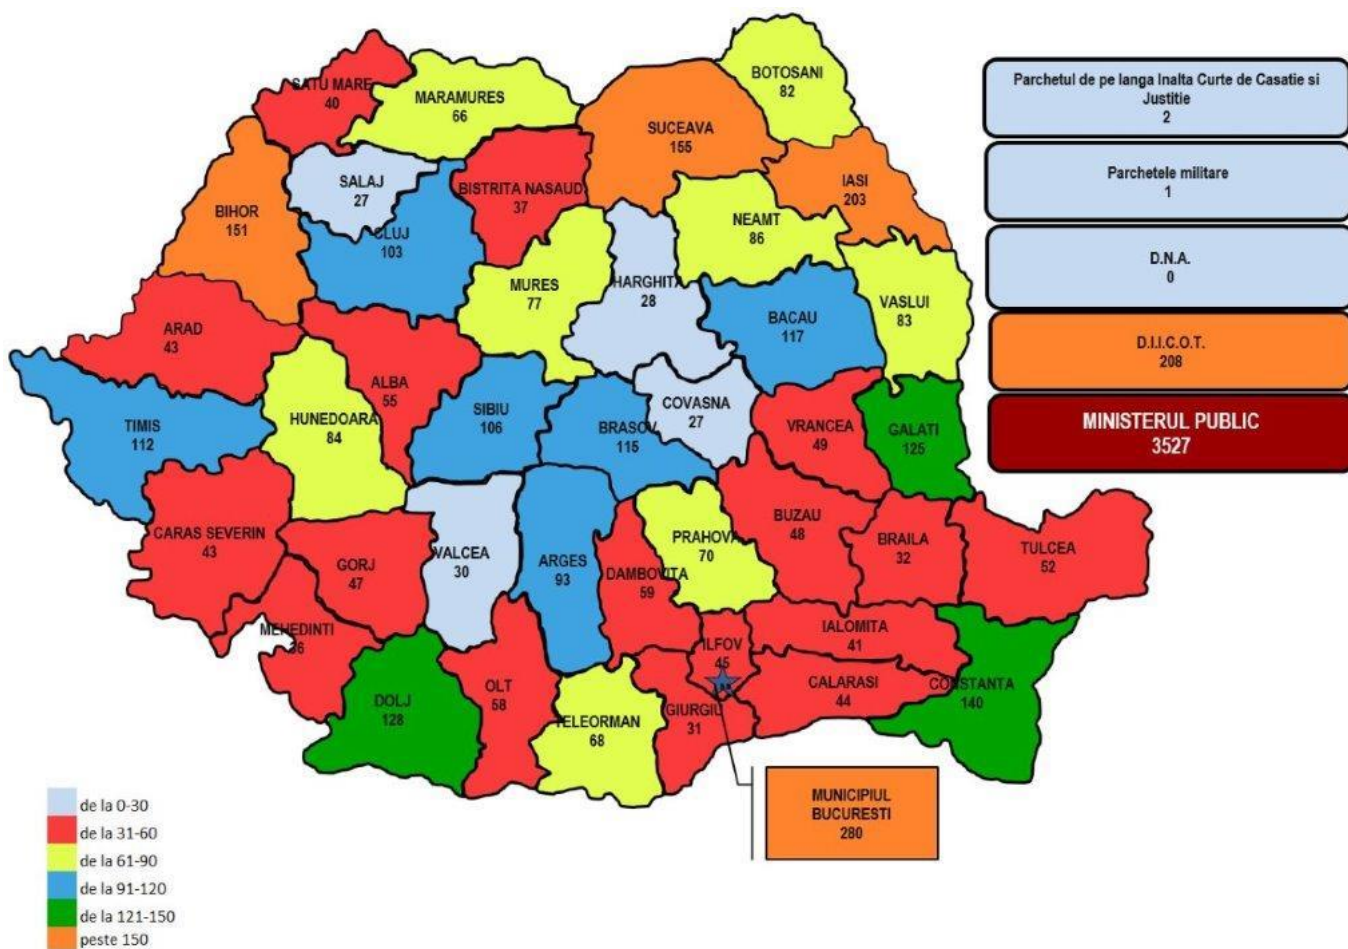 SATU MARE
40
MARAMURES
66
BOTOSANI
82
SUCEAVA
155
IASI
203
SALAJ
27
BISTRITA NASAUD
37
BIHOR
151
CLUJ
103
NEAMT
86
MURES
77
HARGHITA
28
BACAU
117
VASLUI
83
ARAD
43
ALBA
55
TIMIS
112
HUNEDOARA
84
SIBIU
106
BRASOV
115
COVASNA
27
VRANCEA
49
GALATI
125
CARAS SEVERIN
43
GORJ
47
VALCEA
30
ARGES
93
DAMBOVITA
59
PRAHOVA
70
BUZAU
48
BRAILA
32
TULCEA
52
MEHEDINTI
DOLJ
128
OLT
58
TELEORMAN
68
GIURGIU
31
ILFOV
45
IALOMITA
41
CALARASI
44
CONSTANTA
140
MUNICIPIUL
BUCURESTI
280
Parchetul de pe langa Inalta Curte de Casatie si
Justitie
2
Parchetele militare
1
D.N.A.
0
D.I.I.C.O.T.
208
MINISTERUL PUBLIC
3527
de la 0-30
de la 31-60
de la 61-90
de la 91-120
de la 121-150
peste 150